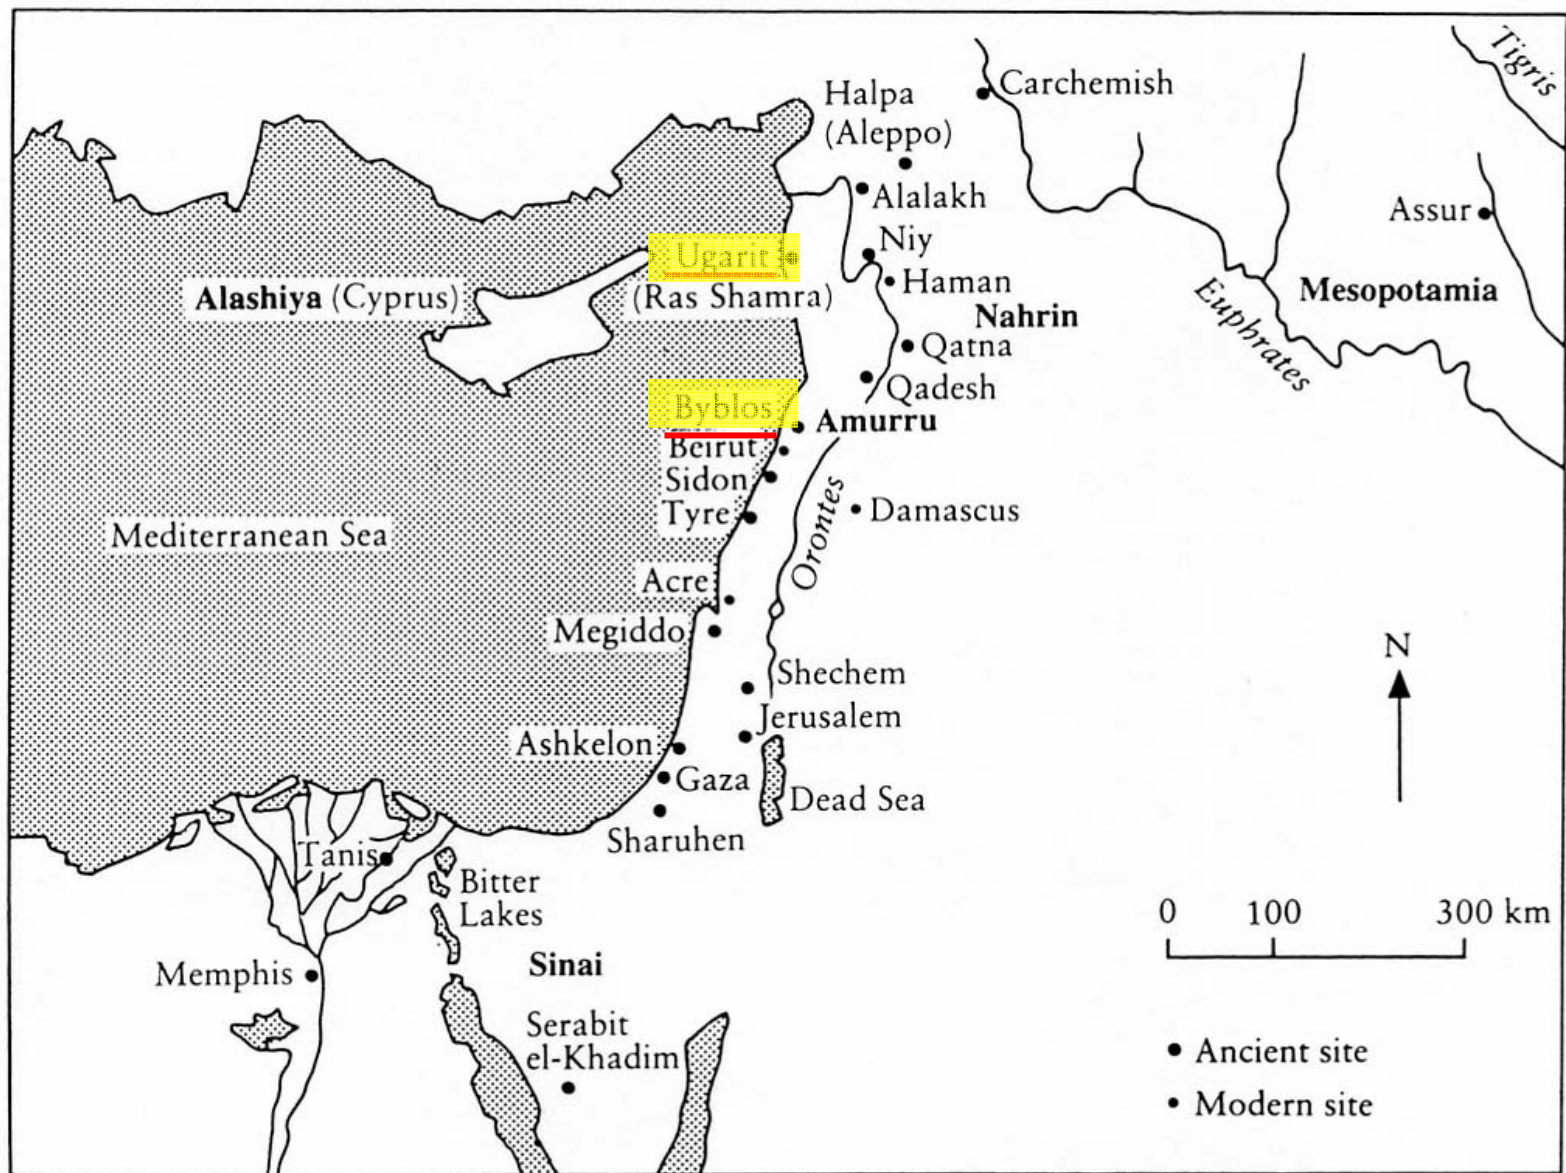 Tigris
Carchemish
Halpa
(Aleppo)
Alalakh
Assur
Niy
Ugarit
Haman
(Ras Shamra)
Alashiya (Cyprus)
Nahrin
Mesopotamia
Euphrates
Qatna
Qadesh
Byblos
Amurru
Beirut
Sidon
Tyre
Orontes
Damascus
Mediterranean Sea
Acre
Megiddo
N
Shechem
Jerusalem
Ashkelon
Gaza
Dead Sea
Sharuhen
Tanis
Bitter
Lakes
0 100 300 km
Memphis
Sinai
Serabit
el-Khadim
Ancient site
Modern site